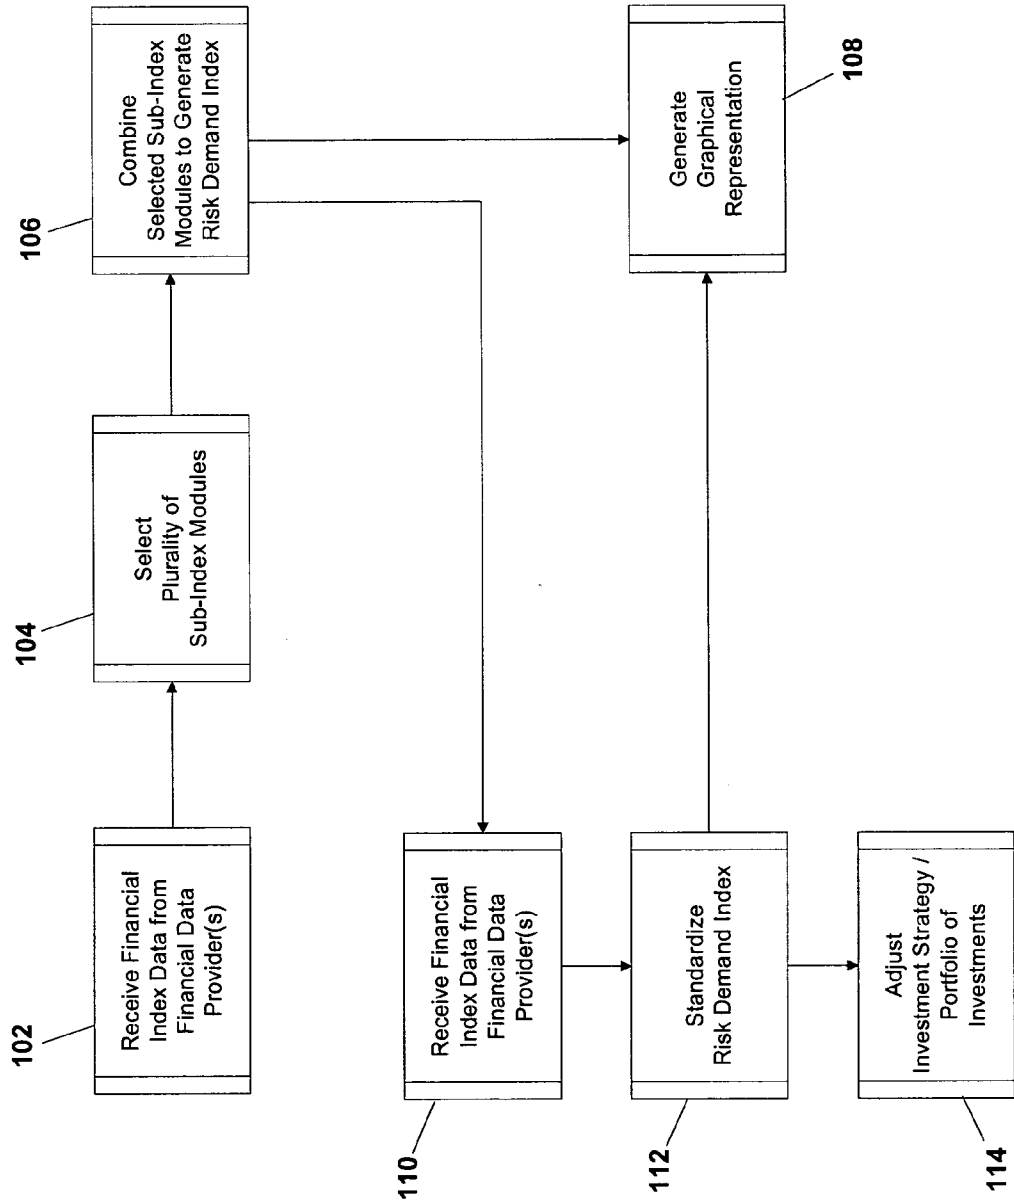 102
Receive Financial
Index Data from
Financial Data
Provider(s)
104
Select
Plurality of
Sub-Index Modules
106
Combine
Selected Sub-Index
Modules to Generate
Risk Demand Index
110
Receive Financial
Index Data from
Financial Data
Provider(s)
112
Standardize
Risk Demand Index
108
Generate
Graphical
Representation
114
Adjust
Investment Strategy /
Portfolio of
Investments